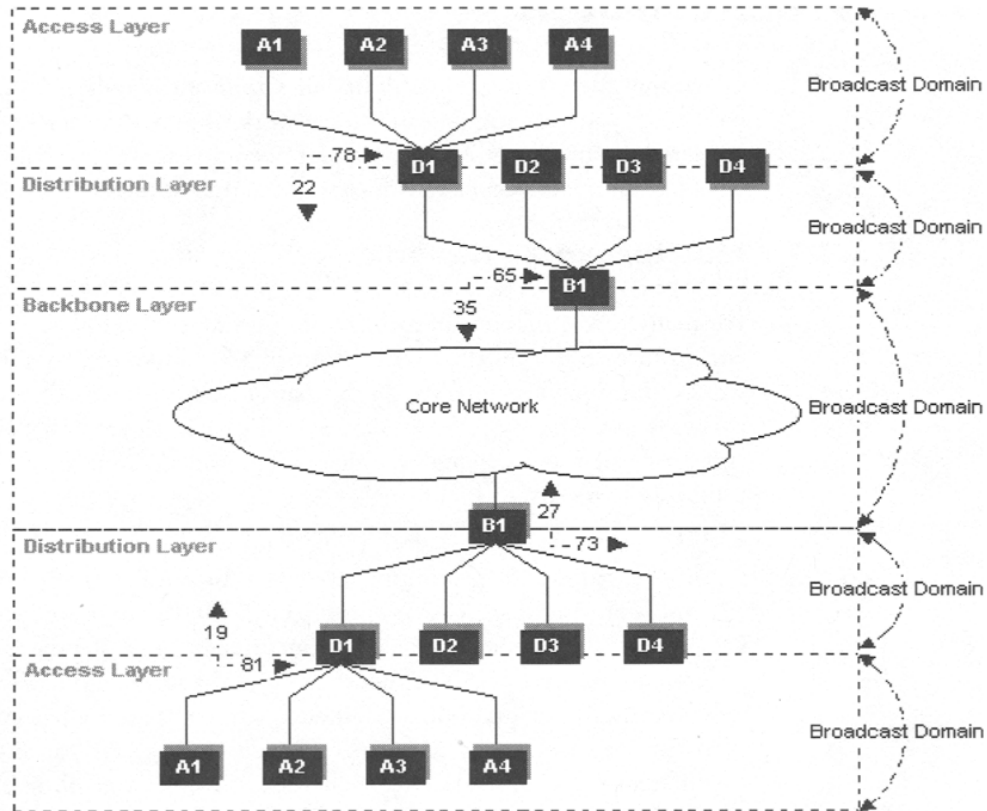 Access Layer
A1 A2 A3 A4
Broadcast Domain
78
D1 D2 D3 D4
Distribution Layer
22
Broadcast Domain
65
B1
Backbone Layer
35
Core Network
Broadcast Domain
27
B1
Distribution Layer
73
Broadcast Domain
19
D1 D2 D3 D4
81
Access Layer
Broadcast Domain
A1 A2 A3 A4